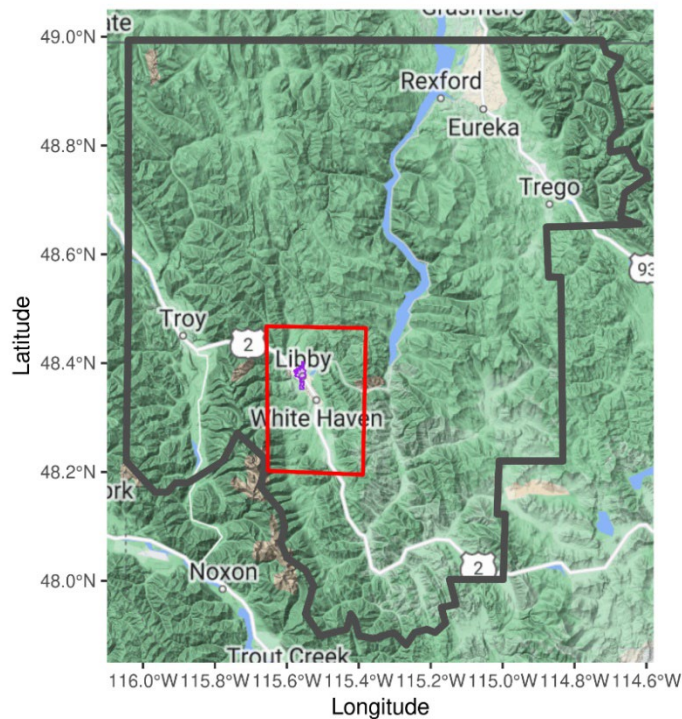 Grasmere
ate
49.0°N
Rexford
Eureka
48.8°N
Trego
48.6°N
93
Troy
2
Libby
48.4°N
White Haven
48.2°N
ork
2
48.0°N
Noxon
Trout Creek
116.0°W 115.8°W 115.6°W 115.4°W 115.2°W 115.0°W 114.8°W 114.6°W
Longitude
Latitude